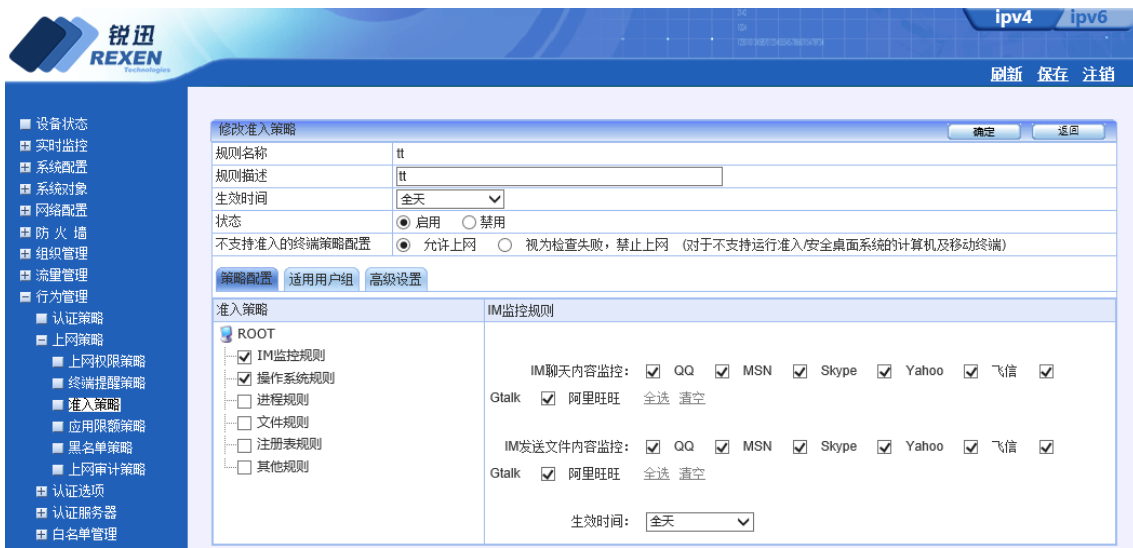 锐迅
REXEN
Technologies
ipv4 ipv6
刷新 保存 注销
设备状态
实时监控
系统配置
系统对象
网络配置
防 火 墙
组织管理
流量管理
行为管理
认证策略
上网策略
上网权限策略
终端提醒策略
准入策略
应用限额策略
黑名单策略
上网审计策略
认证选项
认证服务器
白名单管理
修改准入策略 确定 返回
规则名称 tt
规则描述 tt
生效时间 全天
状态 启用 禁用
不支持准入的终端策略配置 允许上网 视为检查失败，禁止上网 (对于不支持运行准入/安全桌面系统的计算机及移动终端)
策略配置 适用用户组 高级设置
准入策略 IM监控规则
ROOT
IM监控规则
操作系统规则
进程规则
文件规则
注册表规则
其他规则
IM聊天内容监控： QQ MSN Skype Yahoo 飞信
Gtalk 阿里旺旺 全选 清空
IM发送文件内容监控： QQ MSN Skype Yahoo 飞信
Gtalk 阿里旺旺 全选 清空
生效时间： 全天